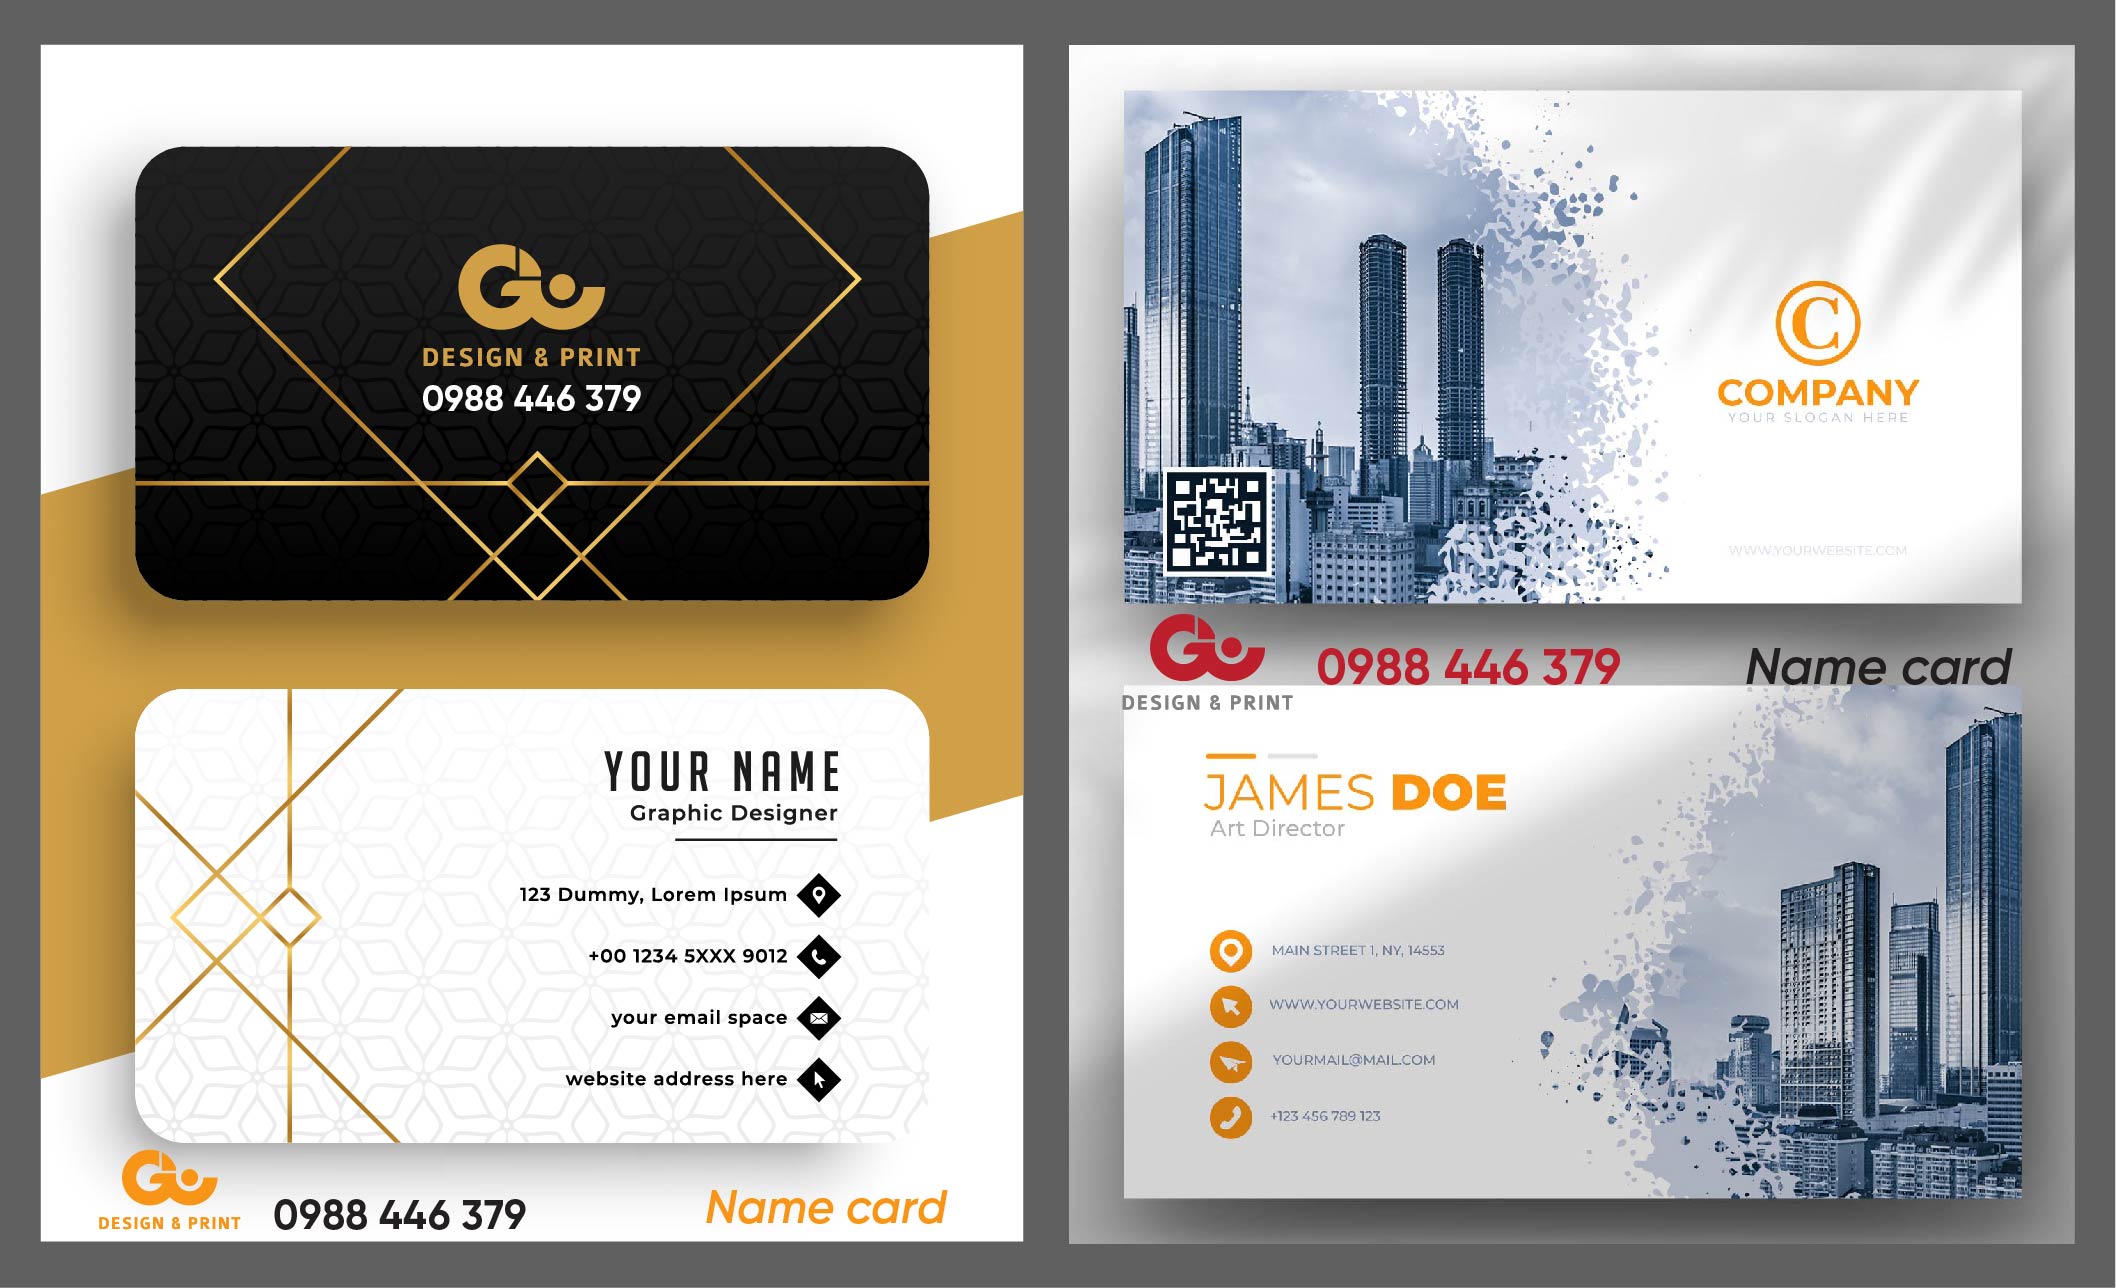 DESIGN & PRINT
0988 446 379
YOUR NAME
Graphic Designer
123 Dummy, Lorem Ipsum
+00 1234 5XXX 9012
your email space
website address here
DESIGN & PRINT
0988 446 379
Name card
C
COMPANY
YOUR SLOGAN HERE
WWW.YOURWEBSITE.COM
DESIGN & PRINT
0988 446 379
Name card
JAMES DOE
Art Director
MAIN STREET 1, NY, 14553
WWW.YOURWEBSITE.COM
YOURMAIL@MAIL.COM
+123 456 789 123